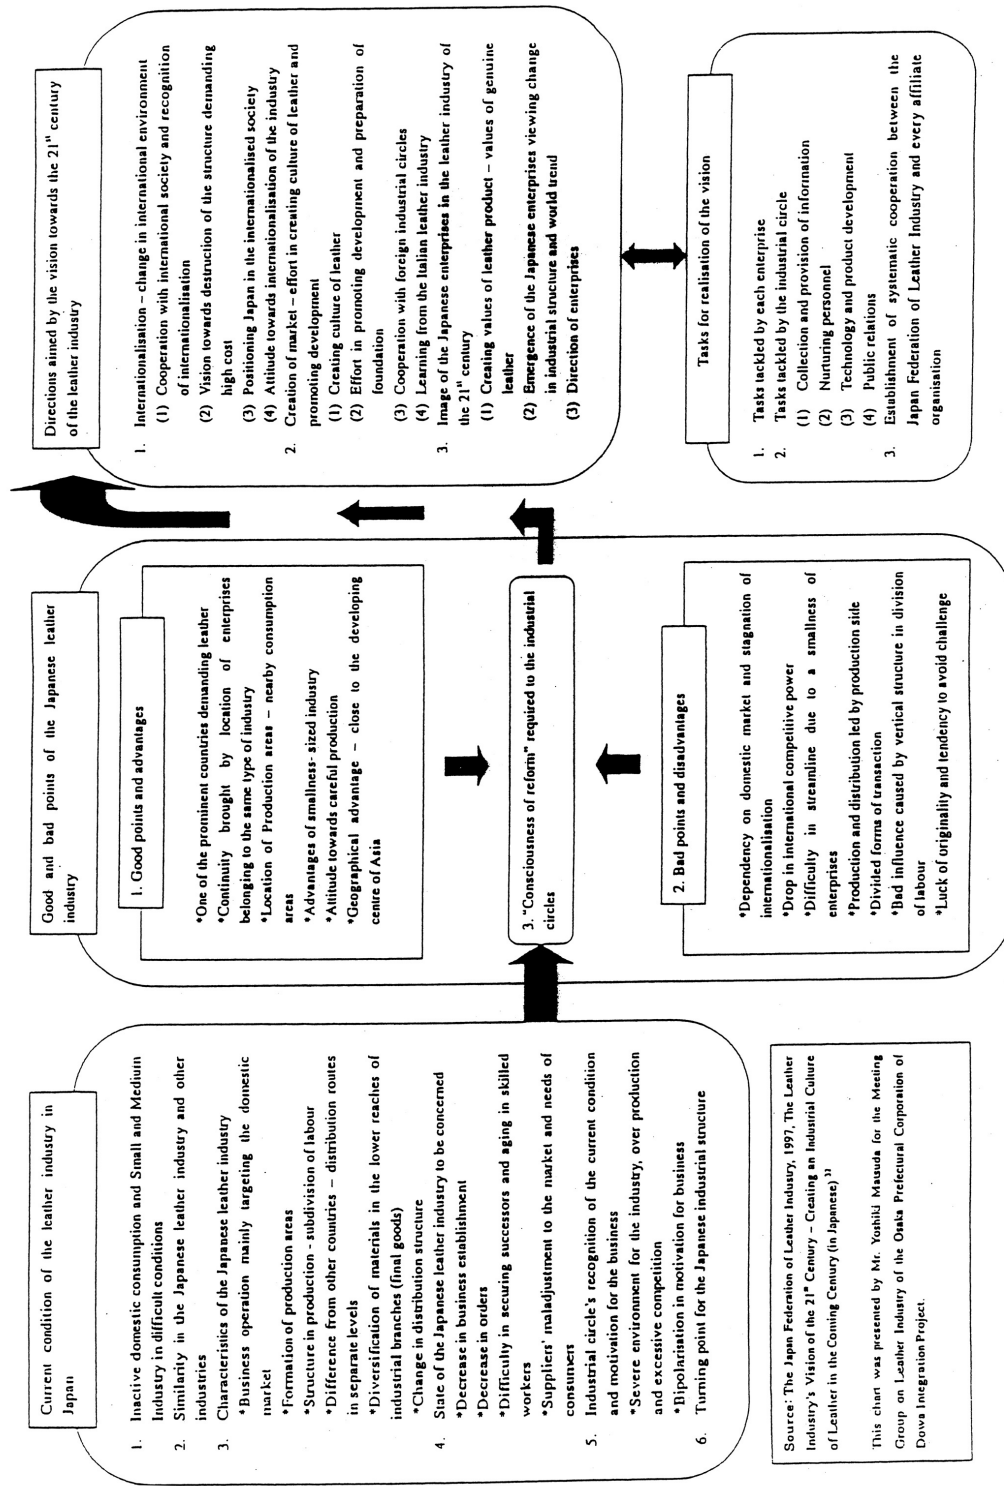 Current condition of the leather industry in
Japan
1. Inactive domestic consumption and Small and Medium
Industry in difficult conditions
2. Similarity in the Japanese leather industry and other
industries
3. Characteristics of the Japanese leather industry
*Business operation mainly targeting the domestic
market
*Formation of production areas
*Structure in production - subdivision of labour
*Difference from other countries – distribution routes
in separate levels
*Diversification of materials in the lower reaches of
industrial branches (final goods)
*Change in distribution structure
4. State of the Japanese leather industry to be concerned
*Decrease in business establishment
*Decrease in orders
*Difficulty in securing successors and aging in skilled
workers
*Suppliers' maladjustment to the market and needs of
consumers
5. Industrial circle's recognition of the current condition
and motivation for the business
*Severe environment for the industry, over production
and excessive competition
*Bipolarisation in motivation for business
6. Turning point for the Japanese industrial structure
Source: The Japan Federation of Leather Industry, 1997, The Leather
Industry's Vision of the 21st Century – Creating an Industrial Culture
of Leather in the Coming Century (in Japanese) 33
This chart was presented by Mr. Yoshiki Masuda for the Meeting
Group on Leather Industry of the Osaka Prefectural Corporation of
Dowa Integration Project.
Good and bad points of the Japanese leather
industry
1. Good points and advantages
*One of the prominent countries demanding leather
*Continuity brought by location of enterprises
belonging to the same type of industry
*Location of Production areas – nearby consumption
areas
*Advantages of smallness- sized industry
*Attitude towards careful production
*Geographical advantage – close to the developing
centre of Asia
3. "Consciousness of reform" required to the industrial
circles
2. Bad points and disadvantages
*Dependency on domestic market and stagnation of
internationalisation
*Drop in international competitive power
*Difficulty in streamline due to a smallness of
enterprises
*Production and distribution led by production side
*Divided forms of transaction
*Bad influence caused by vertical structure in division
of labour
*Luck of originality and tendency to avoid challenge
Directions aimed by the vision towards the 21st century
of the leather industry
1. Internationalisation – change in international environment
(1) Cooperation with international society and recognition
of internationalisation
(2) Vision towards destruction of the structure demanding
high cost
(3) Positioning Japan in the internationalised society
(4) Attitude towards internationalisation of the industry
2. Creation of market – effort in creating culture of leather and
promoting development
(1) Creating culture of leather
(2) Effort in promoting development and preparation of
foundation
(3) Cooperation with foreign industrial circles
(4) Learning from the Italian leather industry
3. Image of the Japanese enterprises in the leather industry of
the 21st century
(1) Creating values of leather product – values of genuine
leather
(2) Emergence of the Japanese enterprises viewing change
in industrial structure and world trend
(3) Direction of enterprises
Tasks for realisation of the vision
1. Tasks tackled by each enterprise
2. Tasks tackled by the industrial circle
(1) Collection and provision of information
(2) Nurturing personnel
(3) Technology and product development
(4) Public relations
3. Establishment of systematic cooperation between the
Japan Federation of Leather Industry and every affiliate
organisation